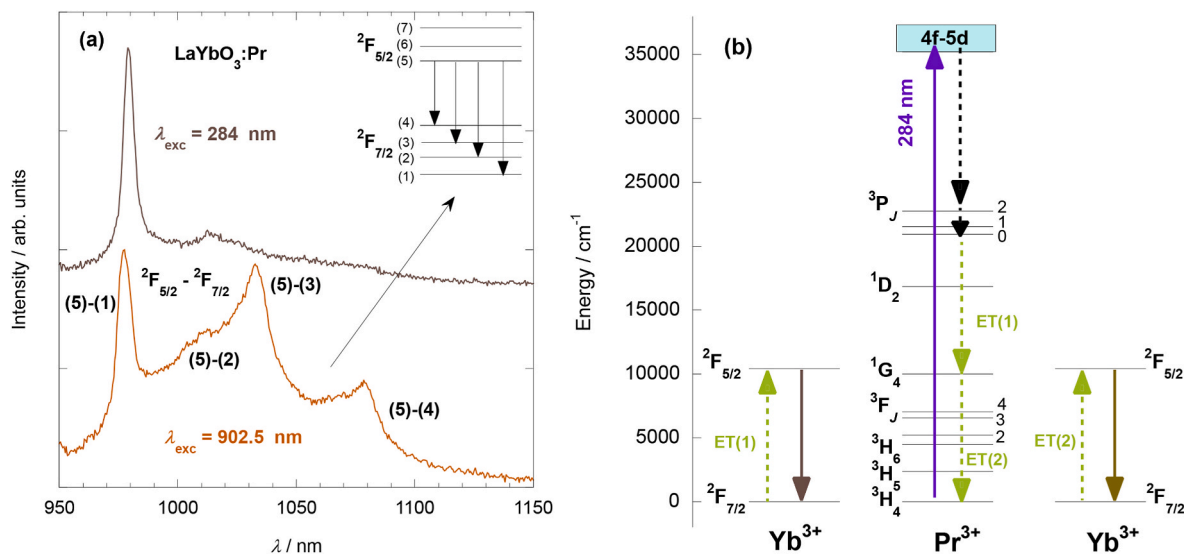 (a)
LaYbO₃:Pr
λexc = 284 nm
(7)
²F5/2 (6)
(5)
(4)
²F7/2 (3)
(2)
(1)
(5)-(1)
²F5/2 - ²F7/2
(5)-(3)
(5)-(2)
(5)-(4)
λexc = 902.5 nm
Intensity / arb. units
950 1000 1050 1100 1150
λ / nm
(b)
Energy / cm⁻¹
35000
30000
25000
20000
15000
10000
5000
0
4f-5d
284 nm
³PJ
2
1
0
¹D2
ET(1)
¹G4
³FJ
4
3
2
³H6
³H5
³H4
ET(2)
²F5/2
ET(1)
²F7/2
²F5/2
ET(2)
²F7/2
Yb³⁺ Pr³⁺ Yb³⁺